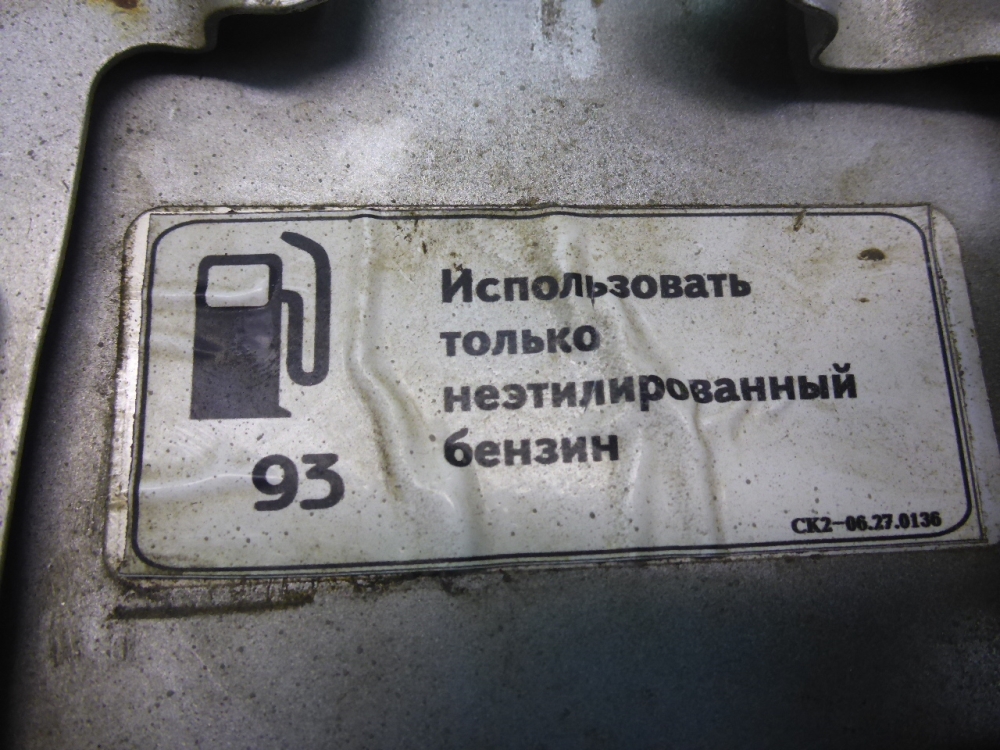 Использовать
только
неэтилированный
бензин
93
СК2-06.27.0136